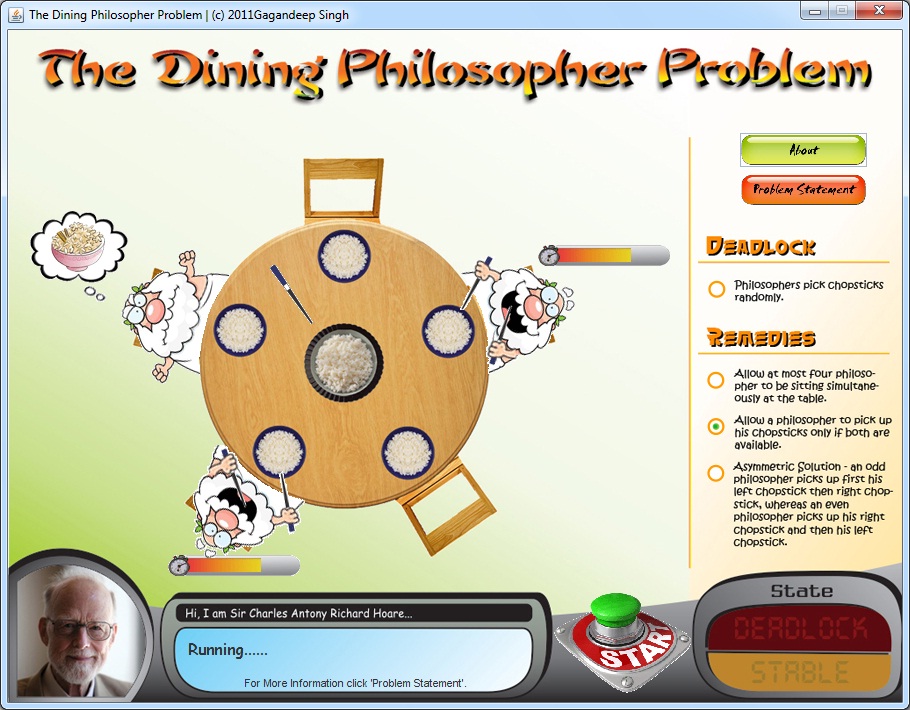 The Dining Philosopher Problem | (c) 2011Gagandeep Singh
The Dining Philosopher Problem
About
Problem Statement
Deadlock
Philosophers pick chopsticks
randomly.
Remedies
Allow at most four philoso-
pher to be sitting simultane-
ously at the table.
Allow a philosopher to pick up
his chopsticks only if both are
available.
Asymmetric Solution - an odd
philosopher picks up first his
left chopstick then right chop-
stick, whereas an even
philosopher picks up his right
chopstick and then his left
chopstick.
Hi, I am Sir Charles Antony Richard Hoare...
Running......
For More Information click 'Problem Statement'.
START
State
DEADLOCK
STABLE